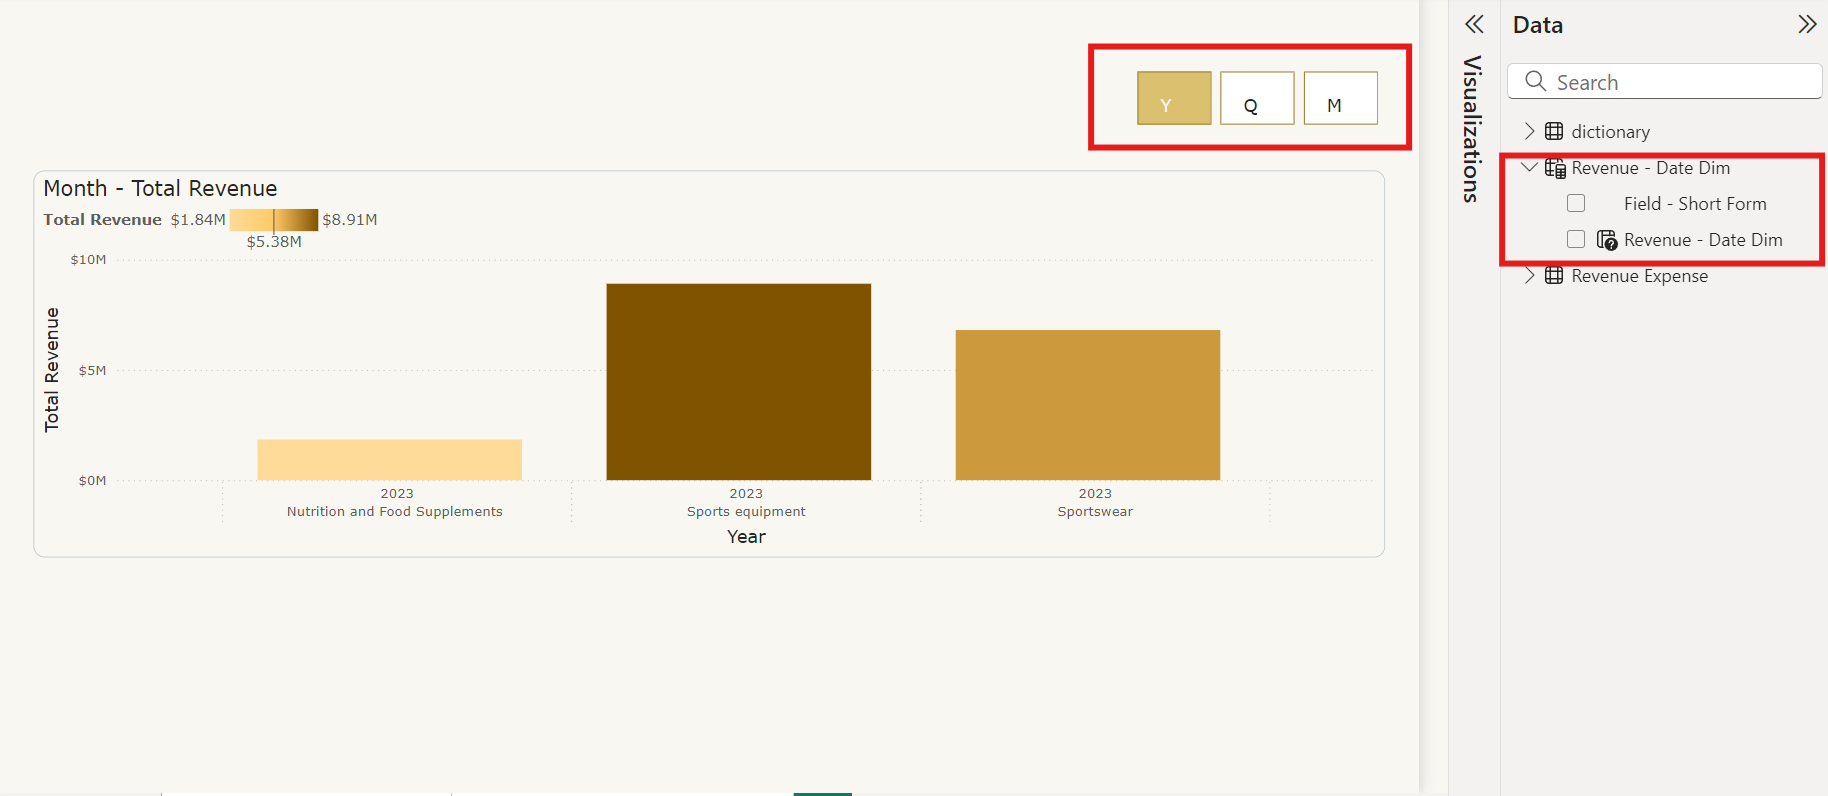 Y
Q
M
Month - Total Revenue
Total Revenue $1.84M $8.91M
$5.38M
$10M
$5M
$0M
Total Revenue
2023
Nutrition and Food Supplements
2023
Sports equipment
2023
Sportswear
Year
Visualizations
Data
Search
dictionary
Revenue - Date Dim
Field - Short Form
Revenue - Date Dim
Revenue Expense